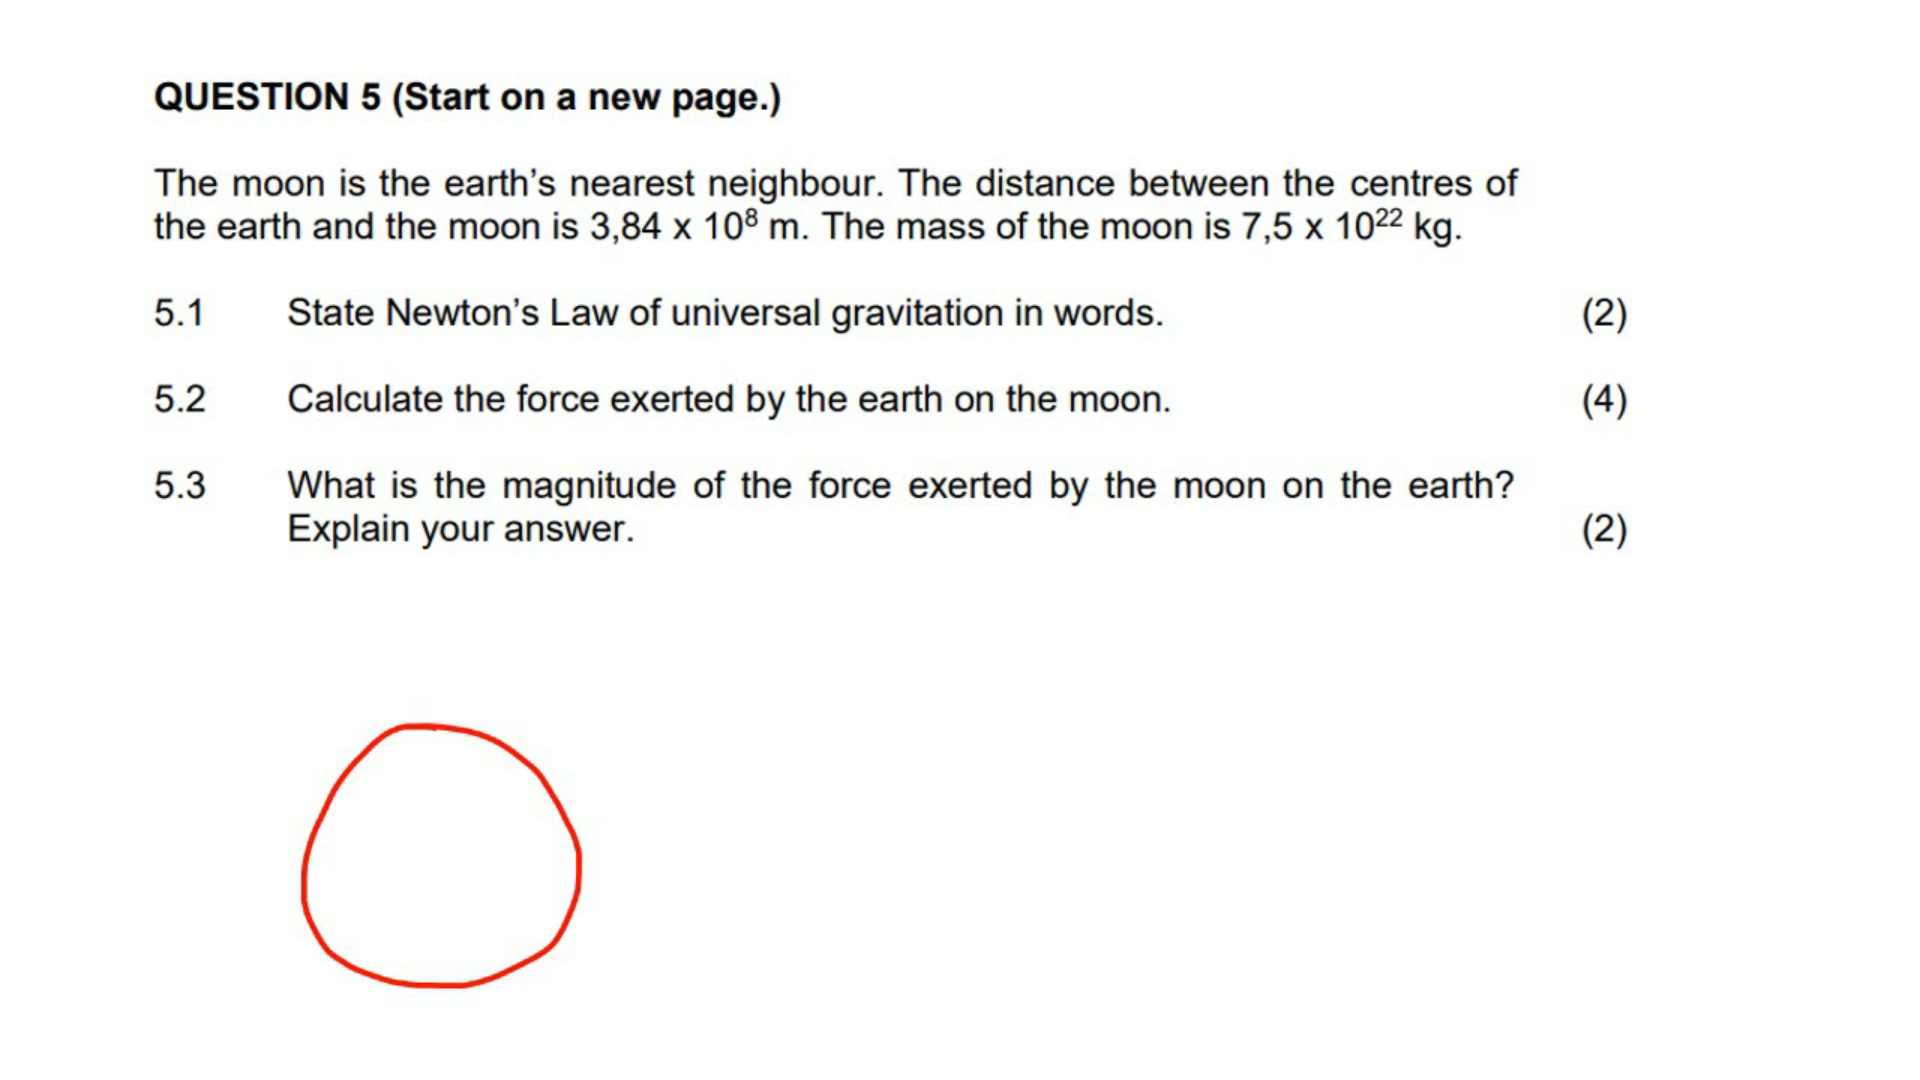 QUESTION 5 (Start on a new page.)
The moon is the earth’s nearest neighbour. The distance between the centres of
the earth and the moon is 3,84 x 10⁸ m. The mass of the moon is 7,5 x 10²² kg.
5.1 State Newton’s Law of universal gravitation in words. (2)
5.2 Calculate the force exerted by the earth on the moon. (4)
5.3 What is the magnitude of the force exerted by the moon on the earth?
Explain your answer. (2)